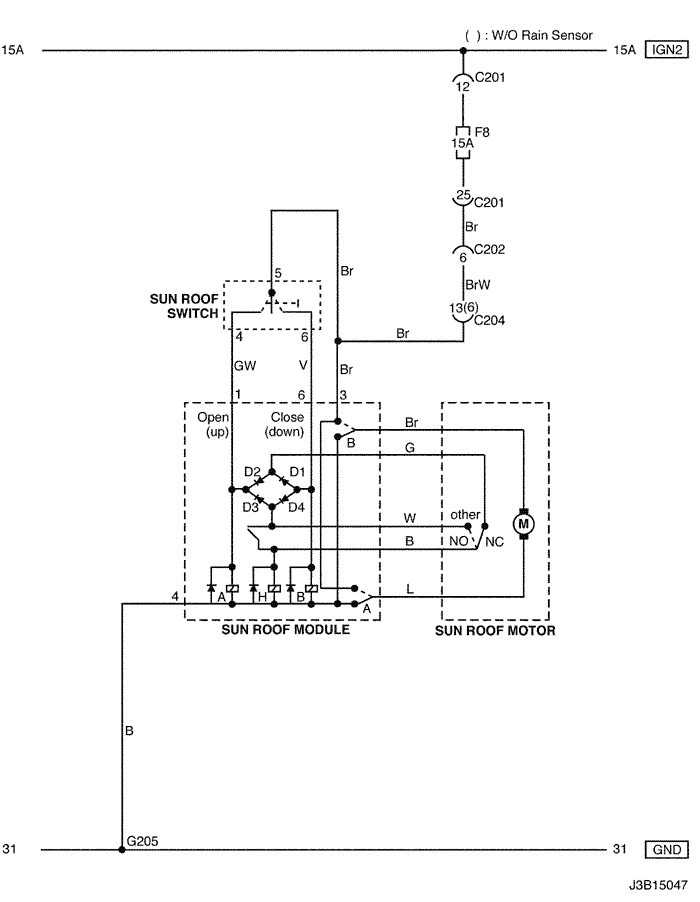 ( ) : W/O Rain Sensor
15A
15A IGN2
C201
12
F8
15A
25
C201
Br
C202
6
BrW
13(6)
C204
5
Br
SUN ROOF
SWITCH
Br
4
6
GW
V
Br
1
6
3
Open
(up)
Close
(down)
Br
B
G
D2
D1
D3
D4
W
other
M
B
NO
NC
4
A
H
B
A
L
SUN ROOF MODULE
SUN ROOF MOTOR
B
G205
31
31 GND
J3B15047